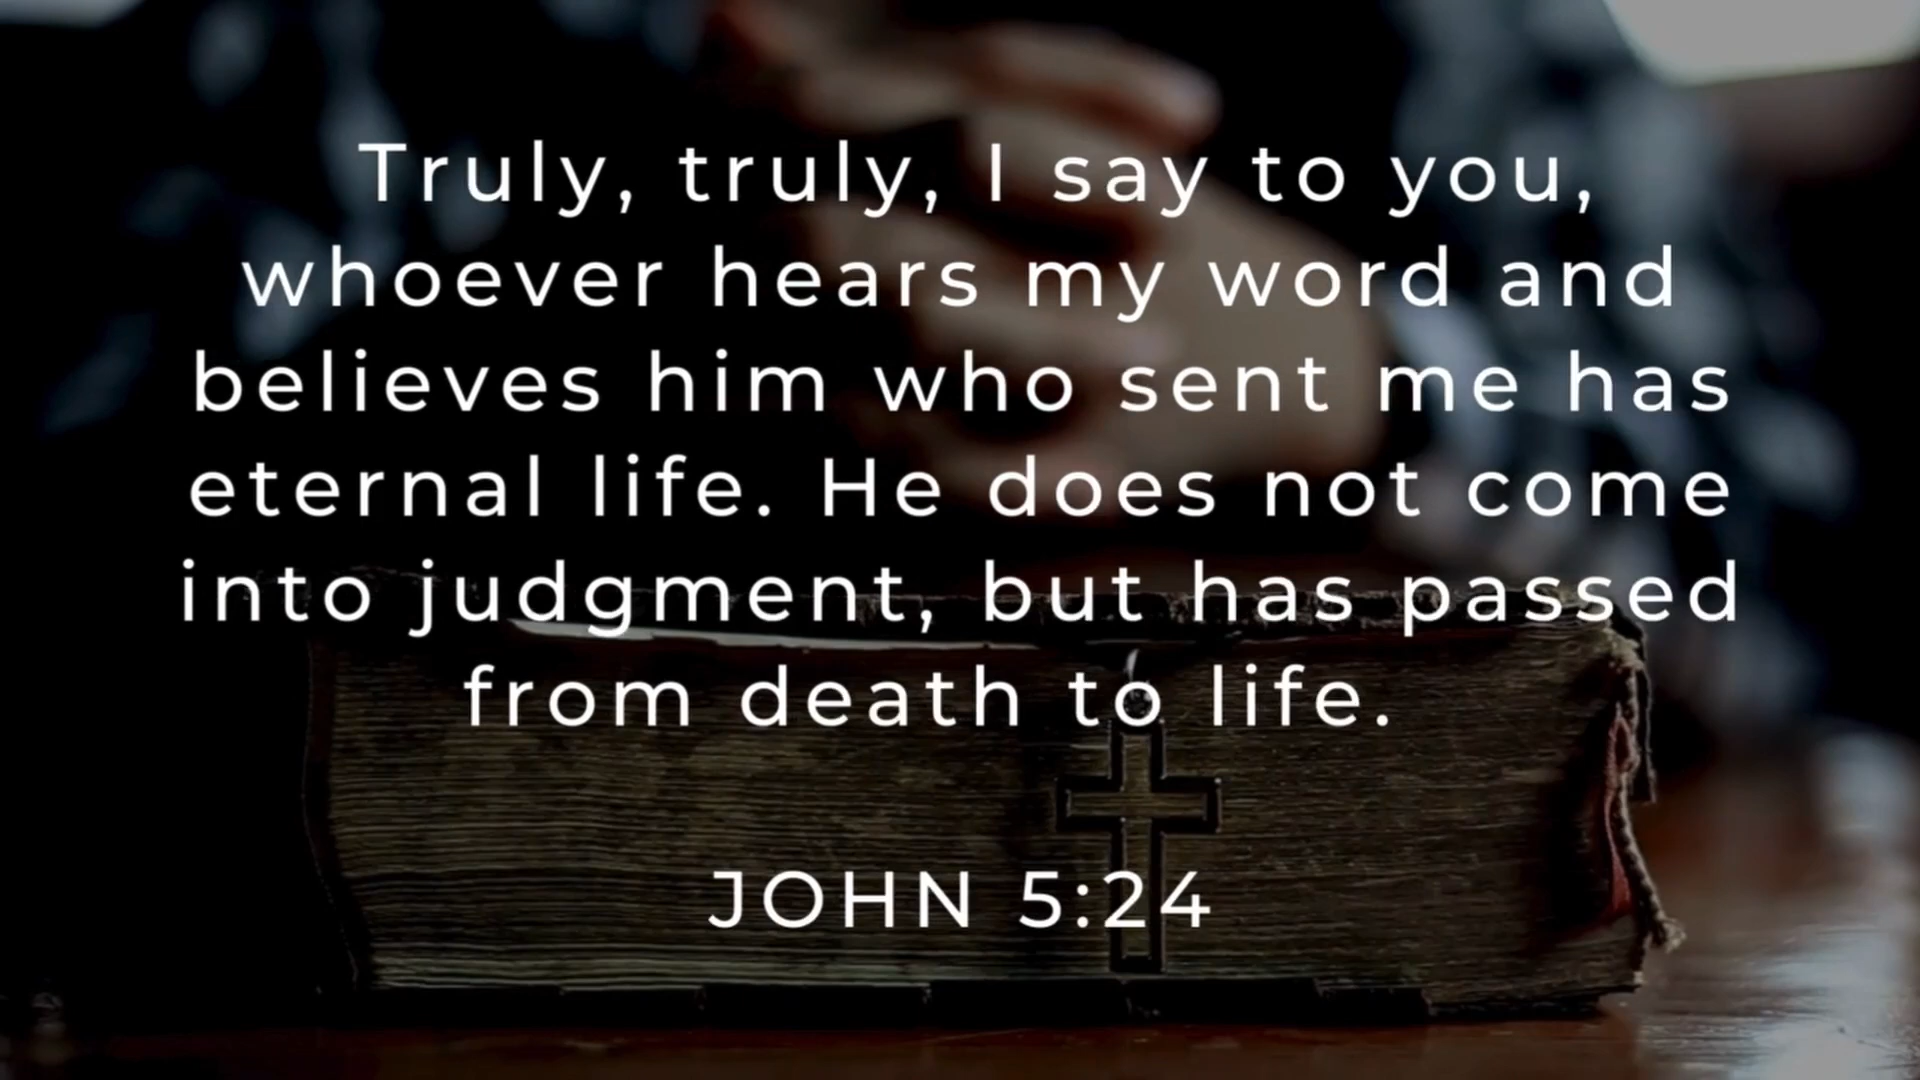 Truly, truly, I say to you,
whoever hears my word and
believes him who sent me has
eternal life. He does not come
into judgment, but has passed
from death to life.
JOHN 5:24